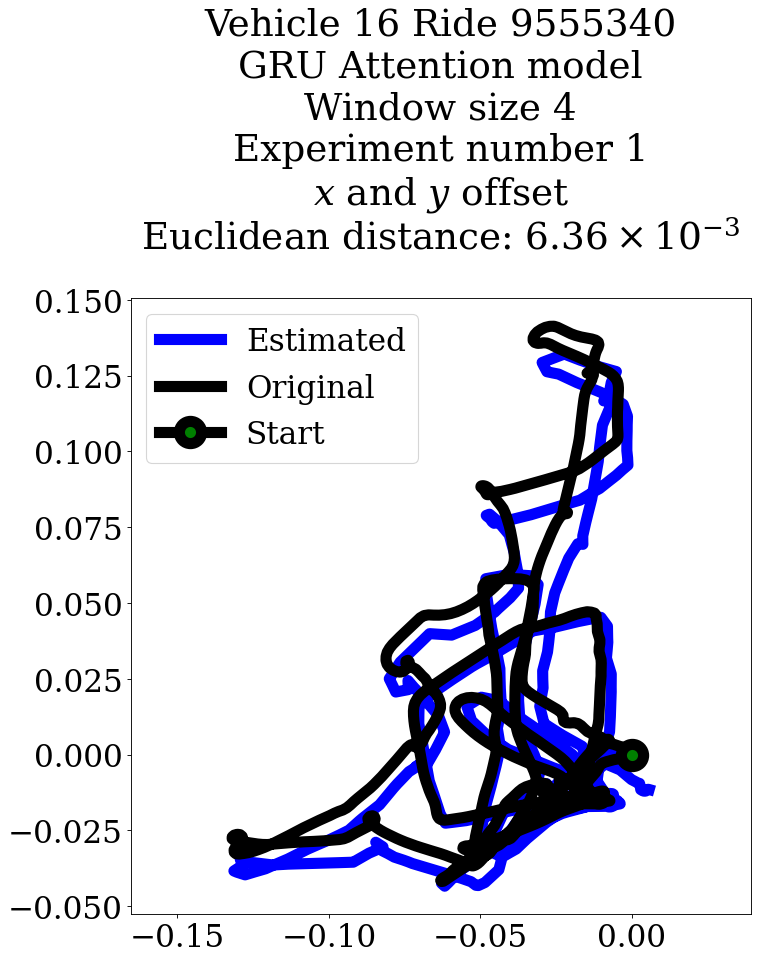 Vehicle 16 Ride 9555340
GRU Attention model
Window size 4
Experiment number 1
x and y offset
Euclidean distance: 6.36 × 10⁻³
0.150
Estimated
0.125
Original
Start
0.100
0.075
0.050
0.025
0.000
−0.025
−0.050
−0.15 −0.10 −0.05 0.00